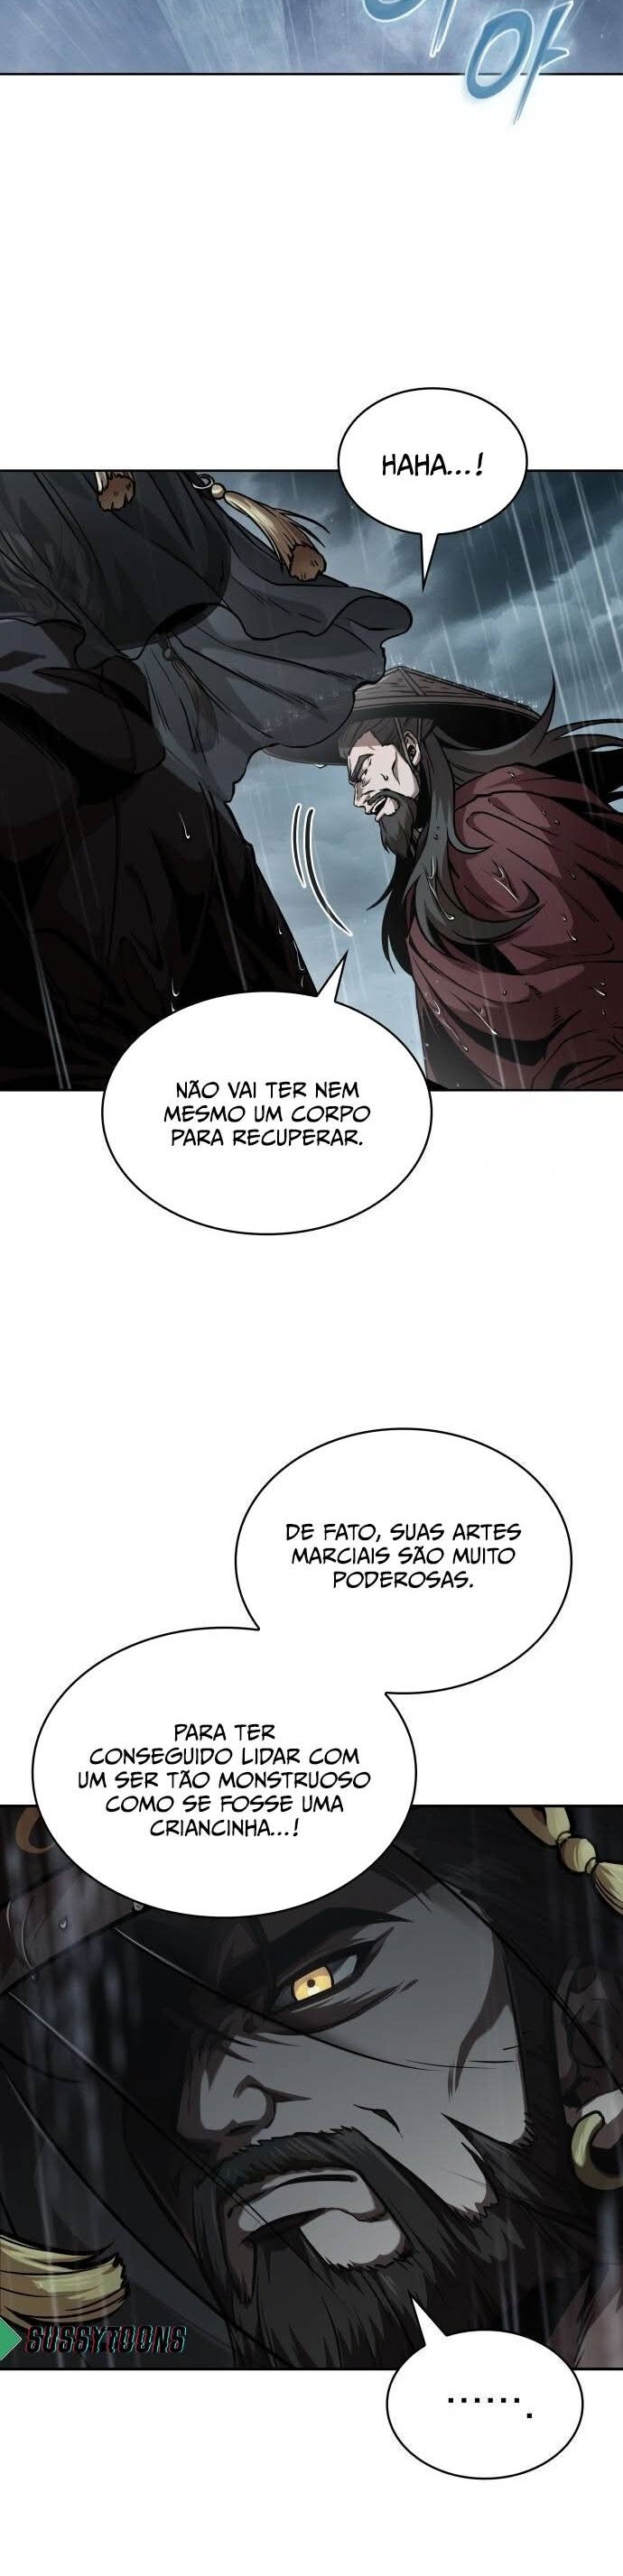 야
HAHA...!
NÃO VAI TER NEM
MESMO UM CORPO
PARA RECUPERAR.
DE FATO, SUAS ARTES
MARCIAIS SÃO MUITO
PODEROSAS.
PARA TER
CONSEGUIDO LIDAR COM
UM SER TÃO MONSTRUOSO
COMO SE FOSSE UMA
CRIANCINHA...!
SUSSYTOONS
.......